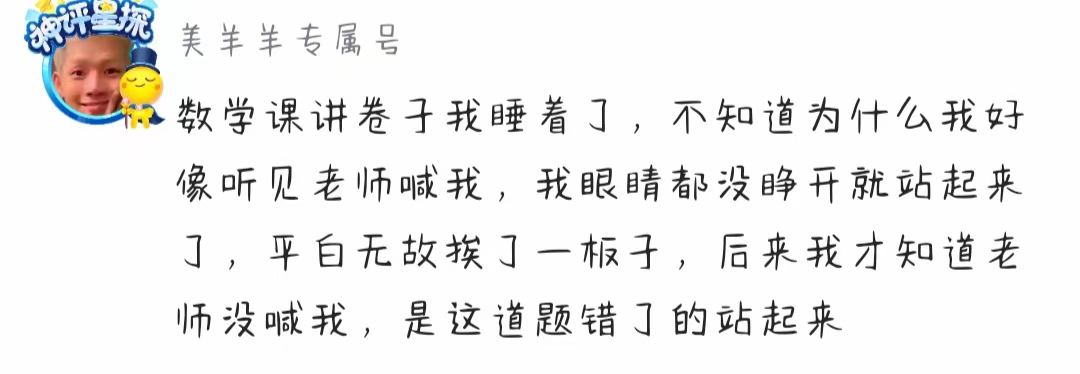 神评星探
美羊羊专属号
数学课讲卷子我睡着了，不知道为什么我好
像听见老师喊我，我眼睛都没睁开就站起来
了，平白无故挨了一板子，后来我才知道老
师没喊我，是这道题错了的站起来